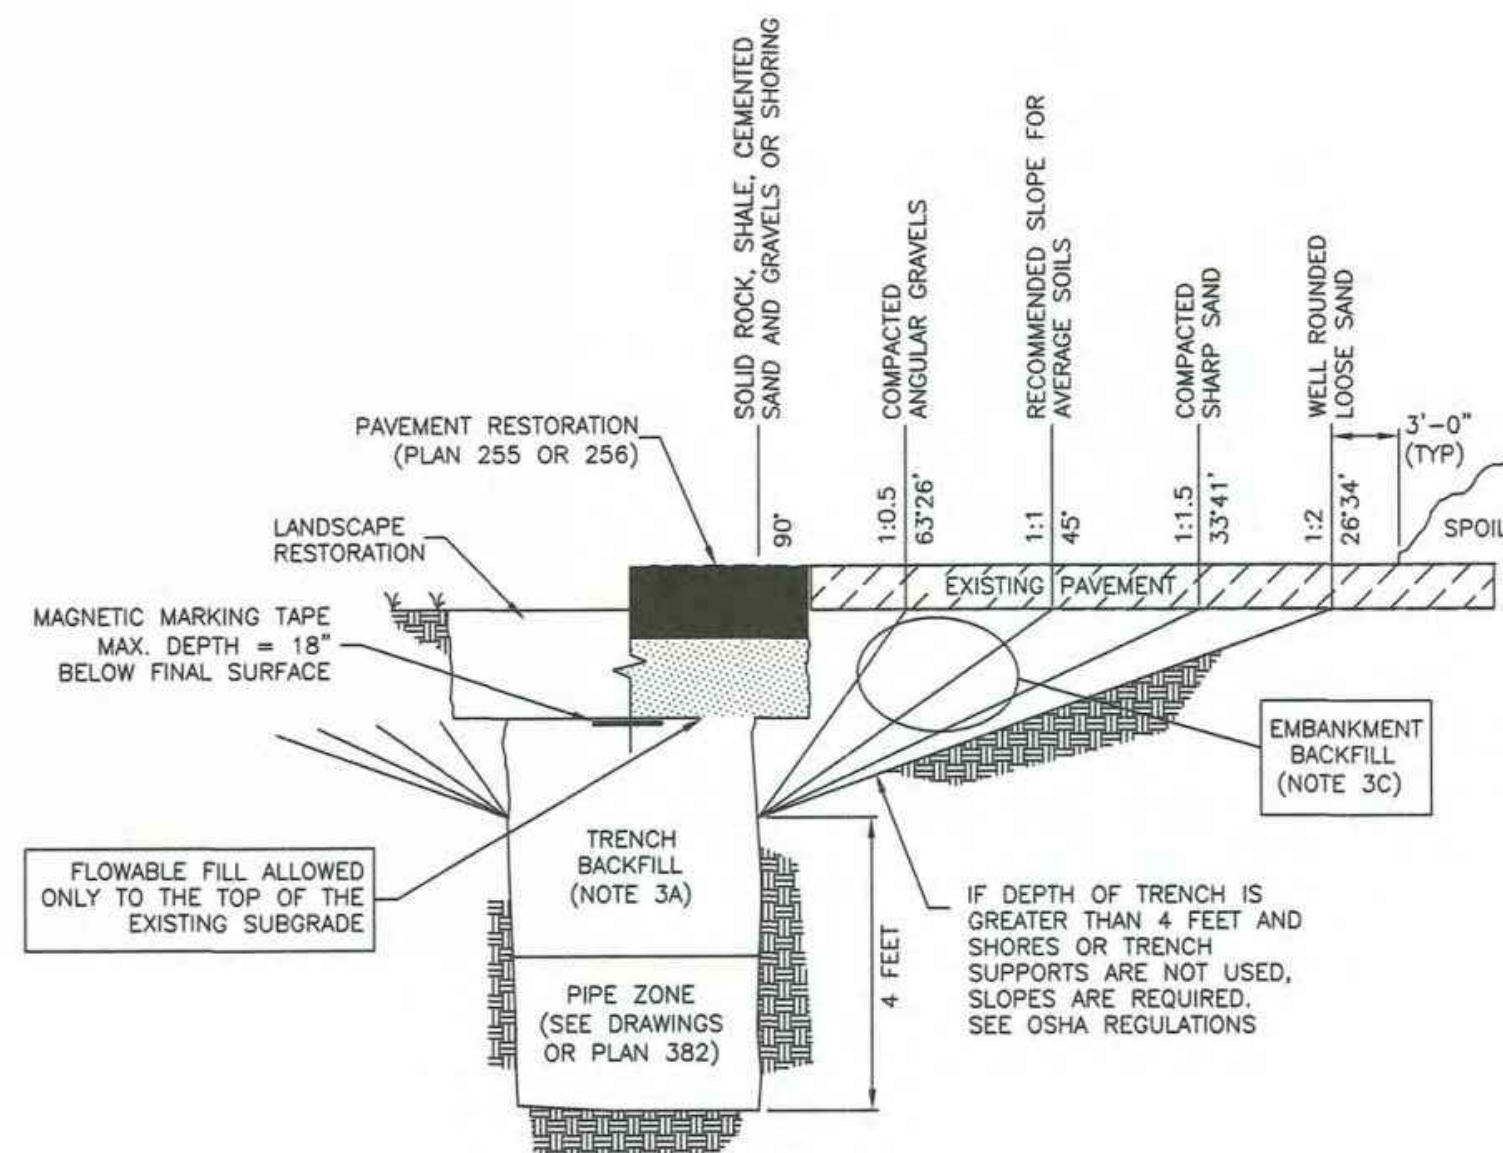 SOLID ROCK, SHALE, CEMENTED
SAND AND GRAVELS OR SHORING
90°
COMPACTED
ANGULAR GRAVELS
1:0.5
63°26'
RECOMMENDED SLOPE FOR
AVERAGE SOILS
1:1
45°
COMPACTED
SHARP SAND
1:1.5
33°41'
WELL ROUNDED
LOOSE SAND
1:2
26°34'
3'-0"
(TYP)
SPOIL
PAVEMENT RESTORATION
(PLAN 255 OR 256)
LANDSCAPE
RESTORATION
EXISTING PAVEMENT
MAGNETIC MARKING TAPE
MAX. DEPTH = 18"
BELOW FINAL SURFACE
EMBANKMENT
BACKFILL
(NOTE 3C)
TRENCH
BACKFILL
(NOTE 3A)
FLOWABLE FILL ALLOWED
ONLY TO THE TOP OF THE
EXISTING SUBGRADE
4 FEET
IF DEPTH OF TRENCH IS
GREATER THAN 4 FEET AND
SHORES OR TRENCH
SUPPORTS ARE NOT USED,
SLOPES ARE REQUIRED.
SEE OSHA REGULATIONS
PIPE ZONE
(SEE DRAWINGS
OR PLAN 382)